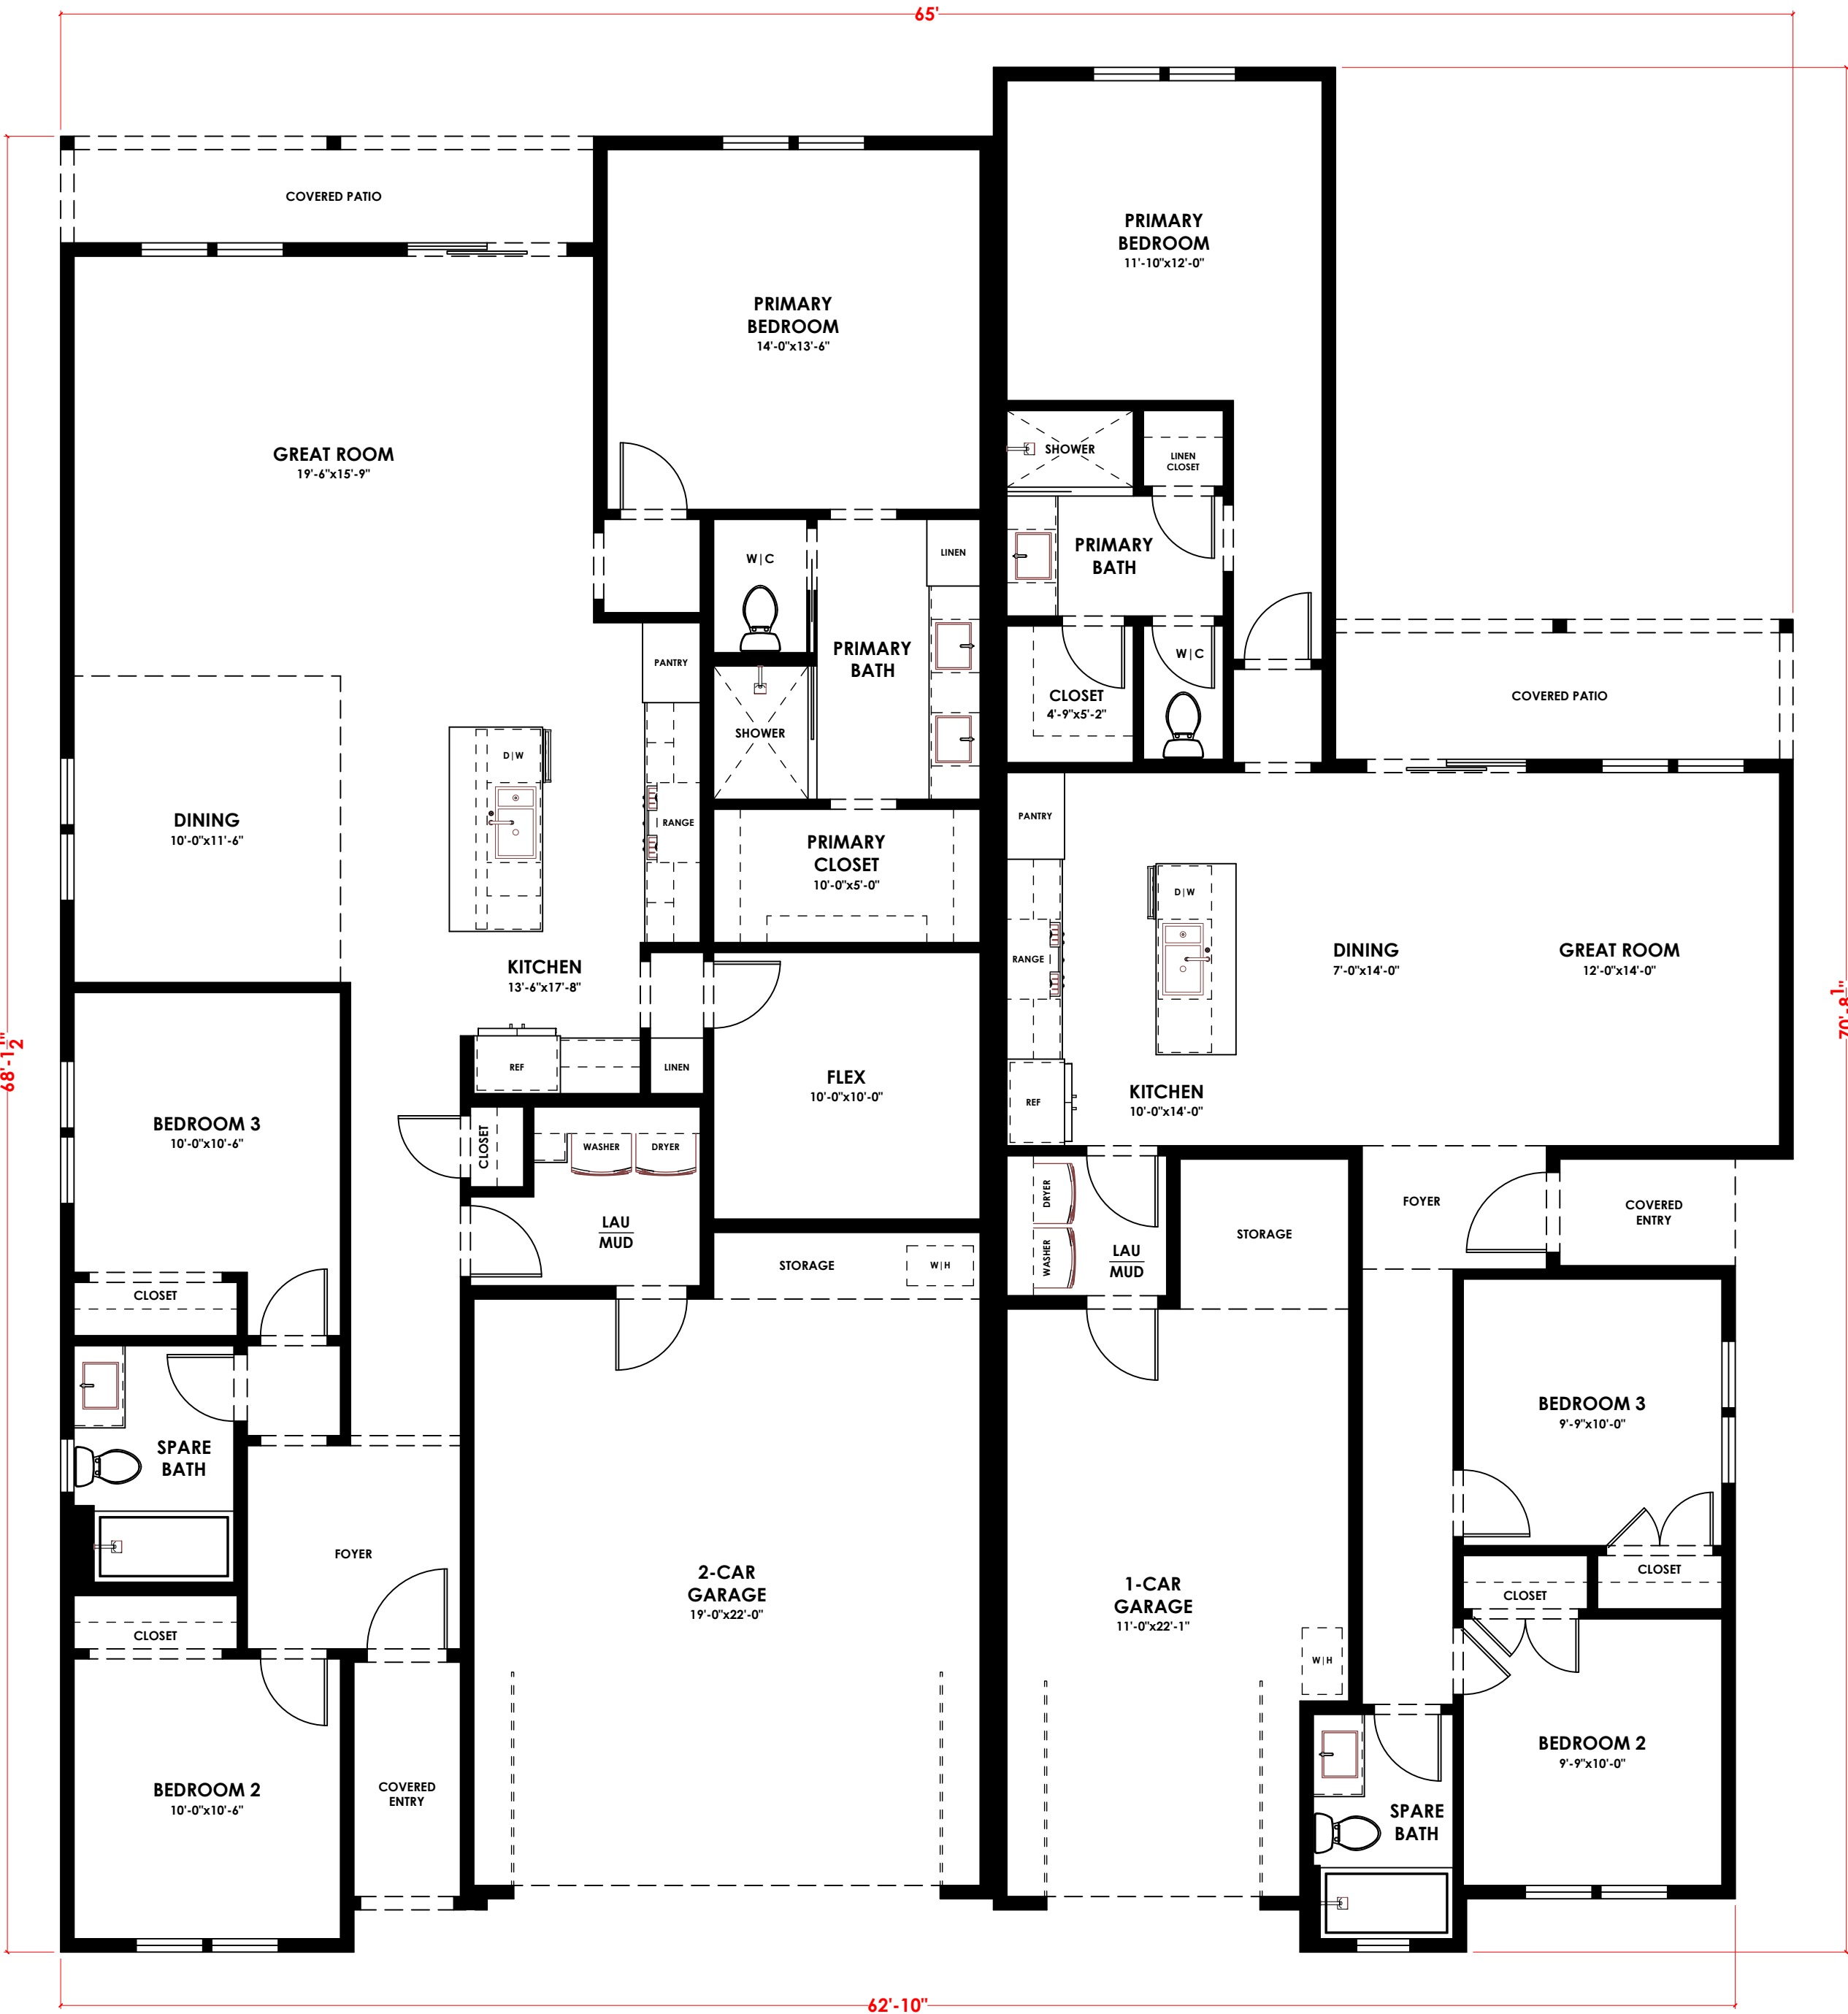 65'
COVERED PATIO
PRIMARY
BEDROOM
14'-0"x13'-6"
GREAT ROOM
19'-6"x15'-9"
W|C
LINEN
PRIMARY
BATH
PANTRY
SHOWER
D|W
RANGE
DINING
10'-0"x11'-6"
PRIMARY
CLOSET
10'-0"x5'-0"
KITCHEN
13'-6"x17'-8"
REF
LINEN
FLEX
10'-0"x10'-0"
68'-1 1"
2
BEDROOM 3
10'-0"x10'-6"
CLOSET
WASHER
DRYER
LAU
MUD
STORAGE
W|H
CLOSET
SPARE
BATH
FOYER
2-CAR
GARAGE
19'-0"x22'-0"
CLOSET
BEDROOM 2
10'-0"x10'-6"
COVERED
ENTRY
PRIMARY
BEDROOM
11'-10"x12'-0"
SHOWER
LINEN
CLOSET
PRIMARY
BATH
W|C
CLOSET
4'-9"x5'-2"
COVERED PATIO
PANTRY
D|W
RANGE
DINING
7'-0"x14'-0"
GREAT ROOM
12'-0"x14'-0"
KITCHEN
10'-0"x14'-0"
REF
DRYER
WASHER
LAU
MUD
STORAGE
FOYER
COVERED
ENTRY
BEDROOM 3
9'-9"x10'-0"
CLOSET
CLOSET
1-CAR
GARAGE
11'-0"x22'-1"
W|H
BEDROOM 2
9'-9"x10'-0"
SPARE
BATH
62'-10"